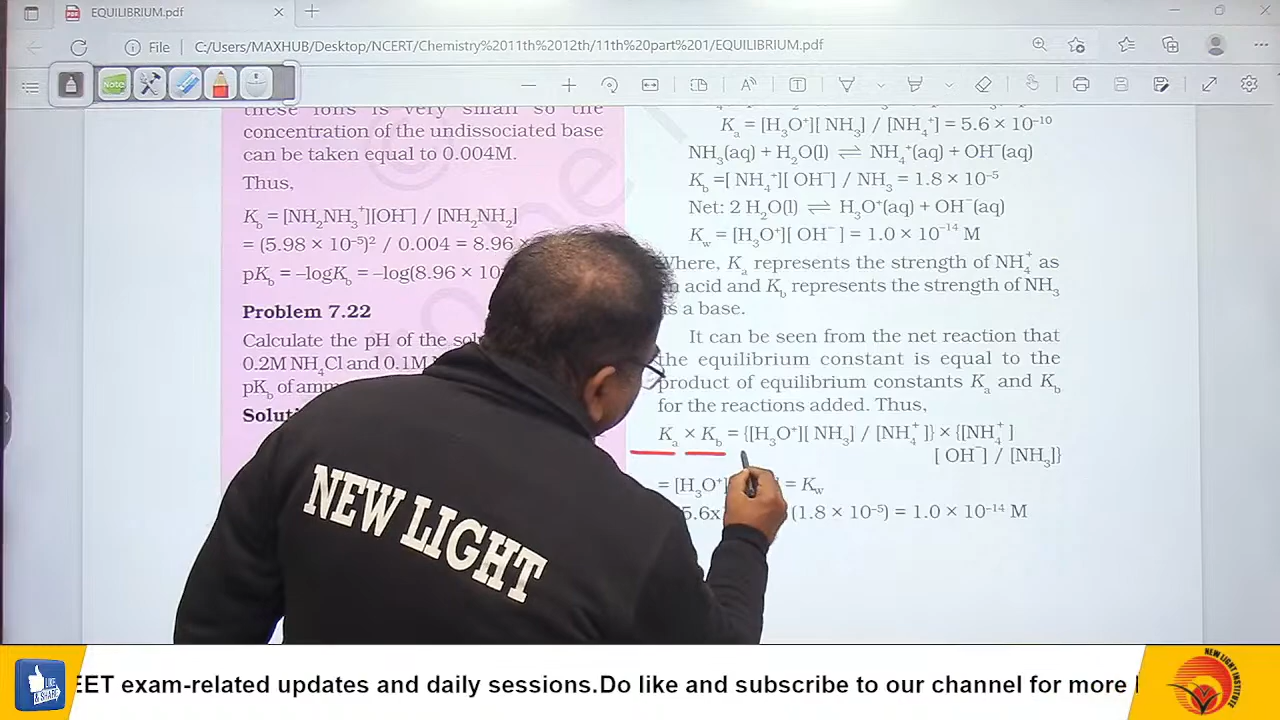 EQUILIBRIUM.pdf
File
C:/Users/MAXHUB/Desktop/NCERT/Chemistry%2011th%2012th/11th%20part%201/EQUILIBRIUM.pdf
Note
these ions is very small so the
concentration of the undissociated base
can be taken equal to 0.004M.
Thus,
K_b = [NH₂NH₃⁺][OH⁻] / [NH₂NH₂]
= (5.98 × 10⁻⁵)² / 0.004 = 8.96 ×
pK_b = –logK_b = –log(8.96 × 10
Problem 7.22
Calculate the pH of the
0.2M NH₄Cl and 0.1M
pK_b of
K_a = [H₃O⁺][ NH₃] / [NH₄⁺] = 5.6 × 10⁻¹⁰
NH₃(aq) + H₂O(l) ⇌ NH₄⁺(aq) + OH⁻(aq)
K_b =[ NH₄⁺][ OH⁻] / NH₃ = 1.8 × 10⁻⁵
Net: 2 H₂O(l) ⇌ H₃O⁺(aq) + OH⁻(aq)
K_w = [H₃O⁺][ OH⁻ ] = 1.0 × 10⁻¹⁴ M
Where, K_a represents the strength of NH₄⁺ as
an acid and K_b represents the strength of NH₃
as a base.
It can be seen from the net reaction that
the equilibrium constant is equal to the
product of equilibrium constants K_a and K_b
for the reactions added. Thus,
K_a × K_b = {[H₃O⁺][ NH₃] / [NH₄⁺ ]} × {[NH₄⁺ ]
[ OH⁻] / [NH₃]}
= [H₃O⁺] = K_w
5.6x (1.8 × 10⁻⁵) = 1.0 × 10⁻¹⁴ M
NEW LIGHT
EET exam-related updates and daily sessions.Do like and subscribe to our channel for more
LIKE
& SHARE
NEW LIGHT INSTITUTE